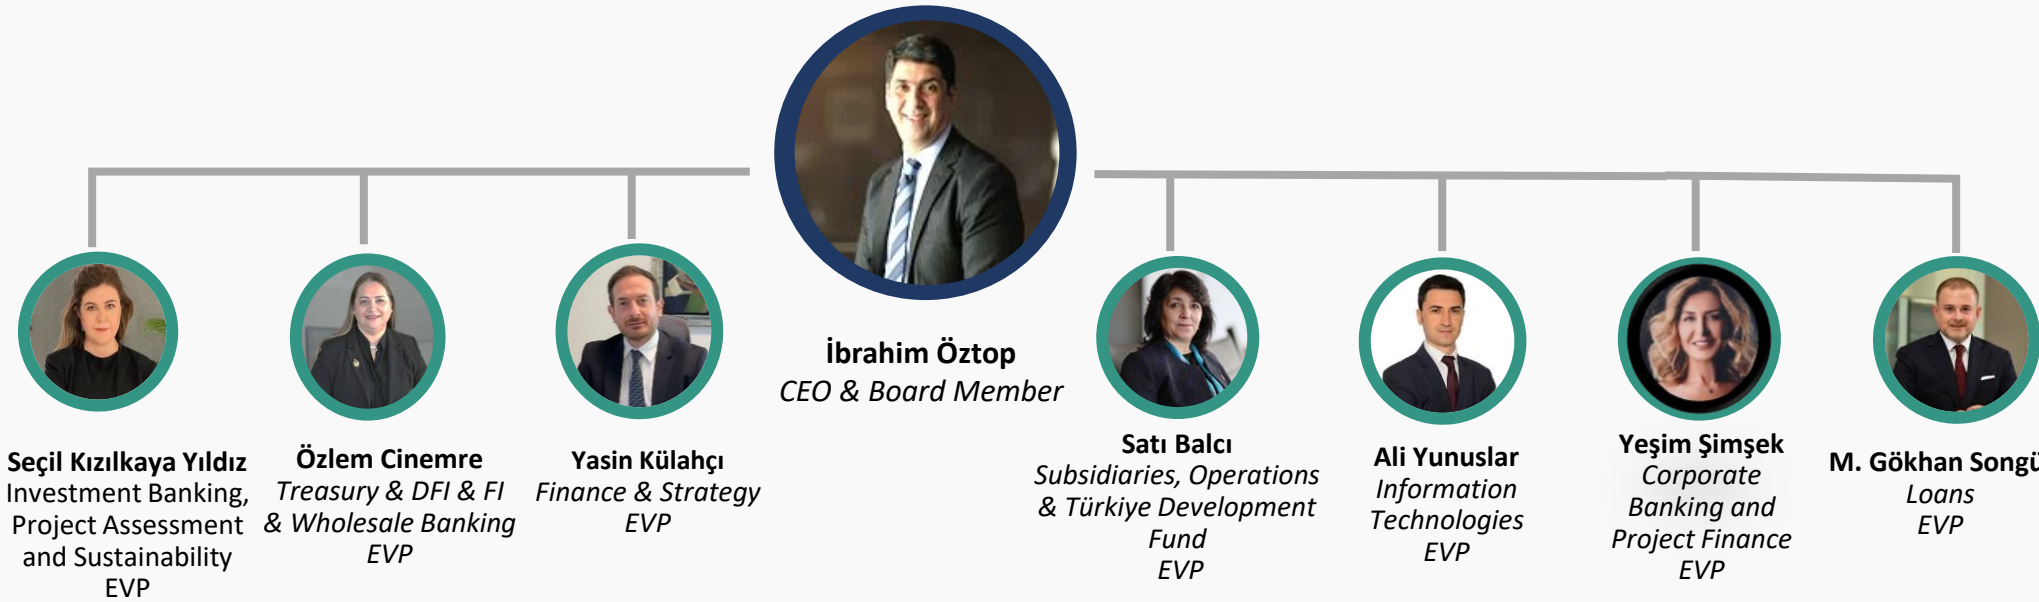 İbrahim Öztop
CEO & Board Member
Seçil Kızılkaya Yıldız
Investment Banking,
Project Assessment
and Sustainability
EVP
Özlem Cinemre
Treasury & DFI & FI
& Wholesale Banking
EVP
Yasin Külahçı
Finance & Strategy
EVP
Satı Balcı
Subsidiaries, Operations
& Türkiye Development
Fund
EVP
Ali Yunuslar
Information
Technologies
EVP
Yeşim Şimşek
Corporate
Banking and
Project Finance
EVP
M. Gökhan Songü
Loans
EVP